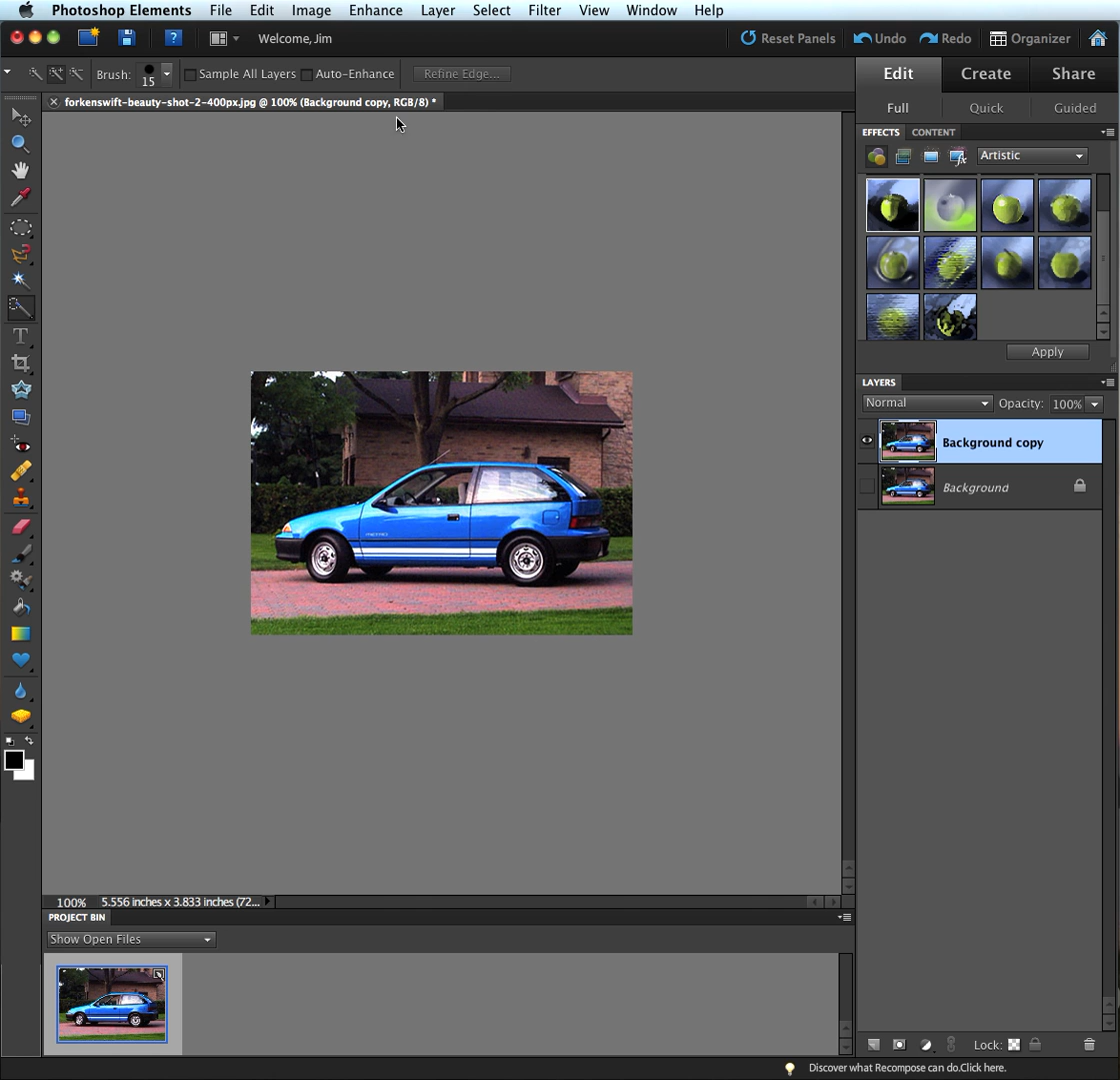 Photoshop Elements File Edit Image Enhance Layer Select Filter View Window Help
Welcome, Jim Reset Panels Undo Redo Organizer
Brush: 15 Sample All Layers Auto-Enhance Refine Edge... Edit Create Share
forkenswift-beauty-shot-2-400px.jpg @ 100% (Background copy, RGB/8) * Full Quick Guided
EFFECTS CONTENT
Artistic
Apply
LAYERS
Normal Opacity: 100%
Background copy
Background
100% 5.556 inches x 3.833 inches (72...
PROJECT BIN
Show Open Files
Lock:
Discover what Recompose can do.Click here.